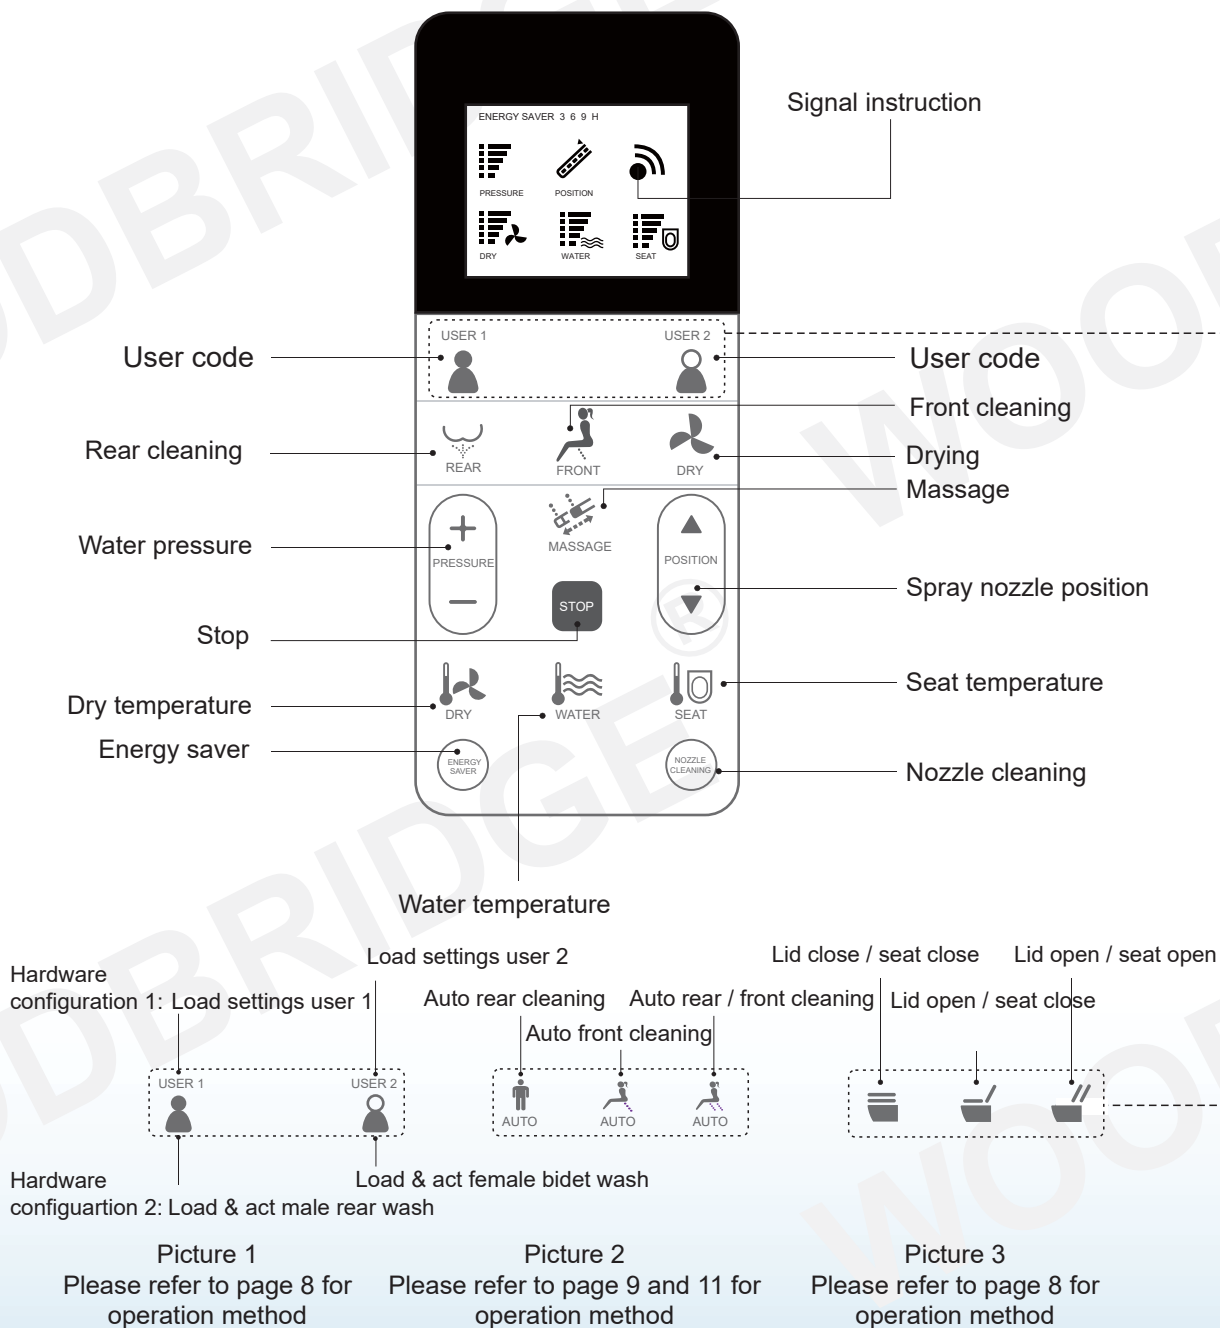 Signal instruction
ENERGY SAVER 3 6 9 H
PRESSURE
POSITION
DRY
WATER
SEAT
USER 1
USER 2
User code
User code
Front cleaning
Rear cleaning
REAR
FRONT
DRY
Drying
Massage
Water pressure
PRESSURE
MASSAGE
POSITION
STOP
Spray nozzle position
Stop
Dry temperature
DRY
WATER
SEAT
Seat temperature
Energy saver
ENERGY
SAVER
NOZZLE
CLEANING
Nozzle cleaning
Water temperature
Hardware
configuration 1: Load settings user 1
Load settings user 2
USER 1
USER 2
Hardware
configuartion 2: Load & act male rear wash
Load & act female bidet wash
Auto rear cleaning
Auto rear / front cleaning
Auto front cleaning
AUTO
AUTO
AUTO
Lid close / seat close
Lid open / seat open
Lid open / seat close
Picture 1
Please refer to page 8 for
operation method
Picture 2
Please refer to page 9 and 11 for
operation method
Picture 3
Please refer to page 8 for
operation method
WOODBRIDGE®